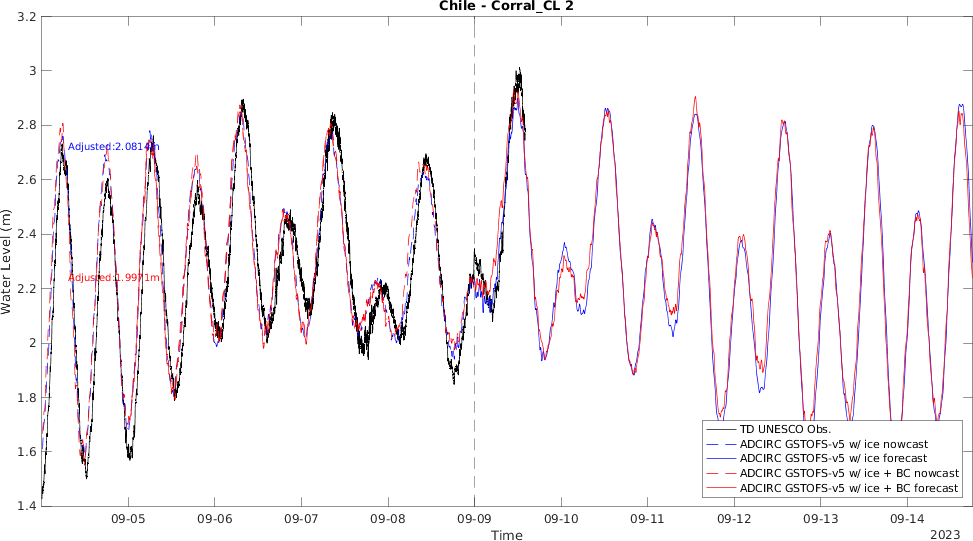 Chile - Corral_CL 2
3.2
3
2.8
2.6
2.4
2.2
2
1.8
1.6
1.4
Water Level (m)
Adjusted:2.0814m
Adjusted:1.9971m
TD UNESCO Obs.
ADCIRC GSTOFS-v5 w/ ice nowcast
ADCIRC GSTOFS-v5 w/ ice forecast
ADCIRC GSTOFS-v5 w/ ice + BC nowcast
ADCIRC GSTOFS-v5 w/ ice + BC forecast
09-05 09-06 09-07 09-08 09-09 09-10 09-11 09-12 09-13 09-14
Time
2023